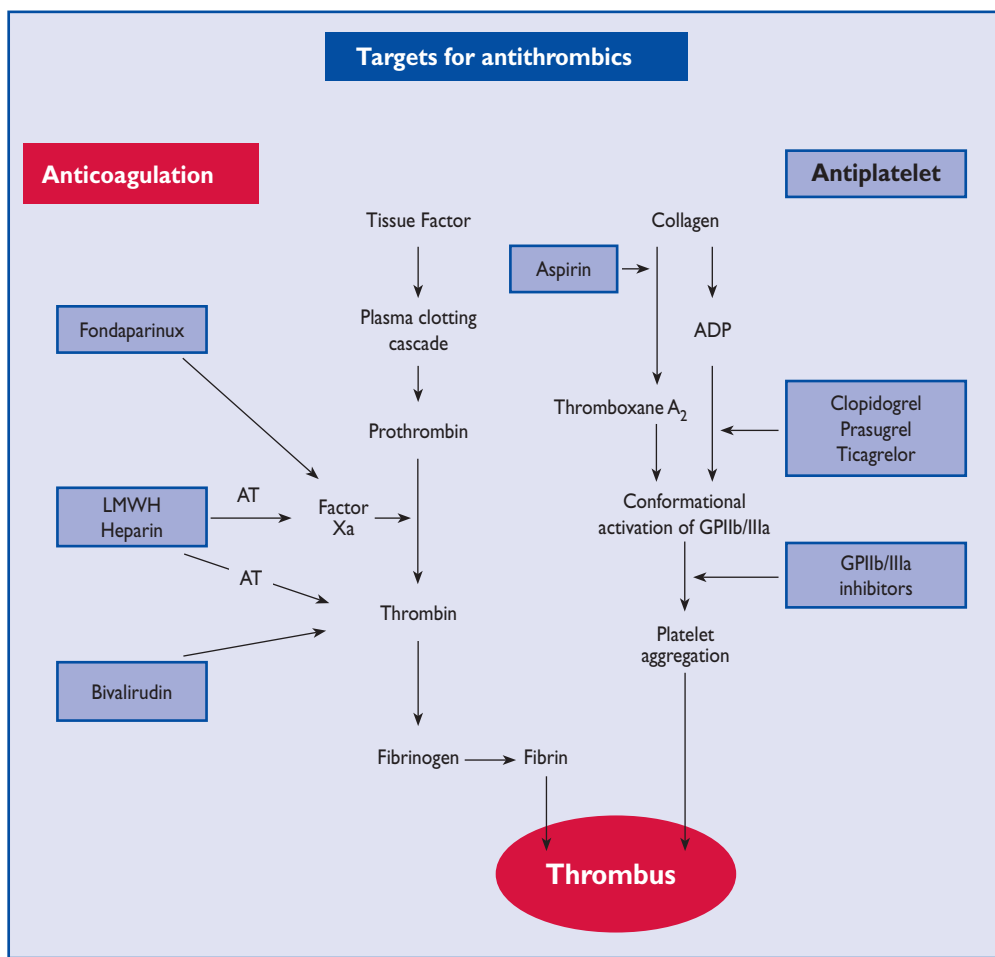 Targets for antithrombics
Anticoagulation
Antiplatelet
Tissue Factor
Collagen
Aspirin
Fondaparinux
Plasma clotting
cascade
ADP
Thromboxane A2
Clopidogrel
Prasugrel
Ticagrelor
Prothrombin
LMWH
Heparin
AT
Factor
Xa
Conformational
activation of GPIIb/IIIa
AT
GPIIb/IIIa
inhibitors
Thrombin
Platelet
aggregation
Bivalirudin
Fibrinogen
Fibrin
Thrombus